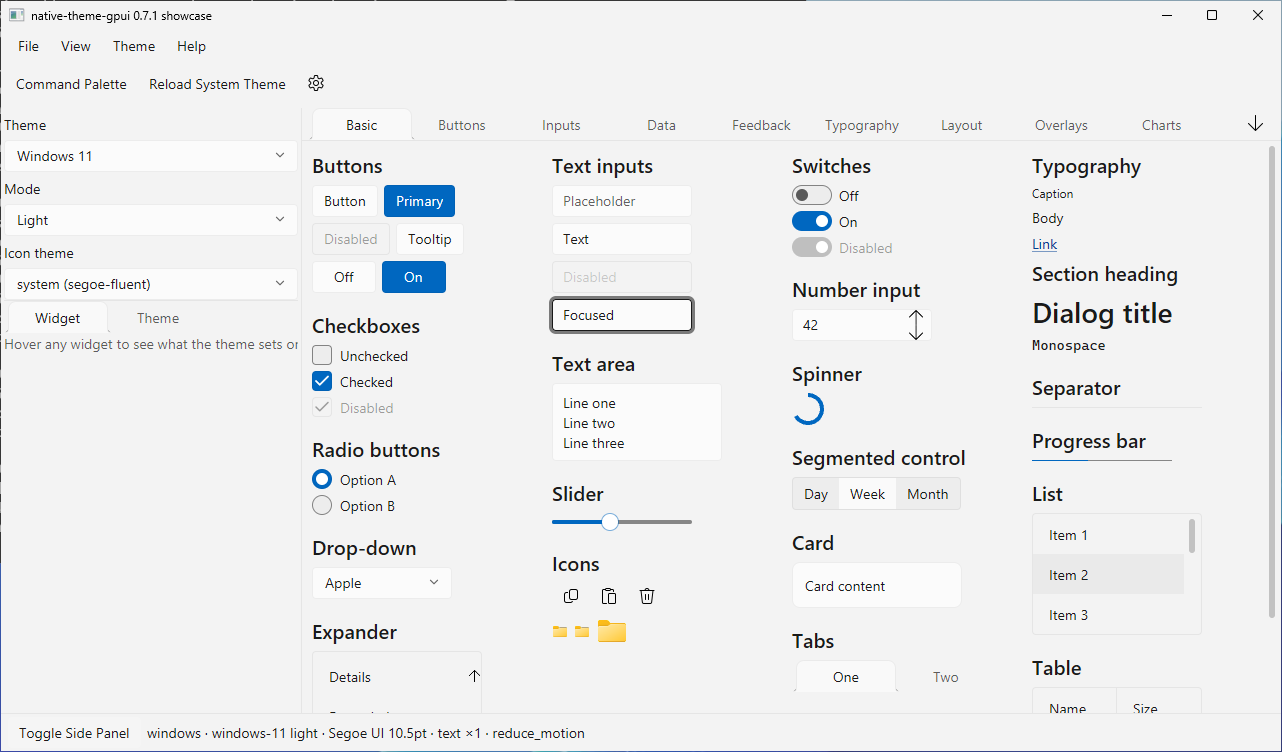 native-theme-gpui 0.7.1 showcase
File View Theme Help
Command Palette Reload System Theme
Theme
Windows 11
Mode
Light
Icon theme
system (segoe-fluent)
Widget Theme
Hover any widget to see what the theme sets
Basic Buttons Inputs Data Feedback Typography Layout Overlays Charts
Buttons
Button Primary
Disabled Tooltip
Off On
Checkboxes
Unchecked
Checked
Disabled
Radio buttons
Option A
Option B
Drop-down
Apple
Expander
Details
Text inputs
Placeholder
Text
Disabled
Focused
Text area
Line one
Line two
Line three
Slider
Icons
Switches
Off
On
Disabled
Number input
42
Spinner
Segmented control
Day Week Month
Card
Card content
Tabs
One Two
Typography
Caption
Body
Link
Section heading
Dialog title
Monospace
Separator
Progress bar
List
Item 1
Item 2
Item 3
Table
Name Size
Toggle Side Panel windows · windows-11 light · Segoe UI 10.5pt · text ×1 · reduce_motion